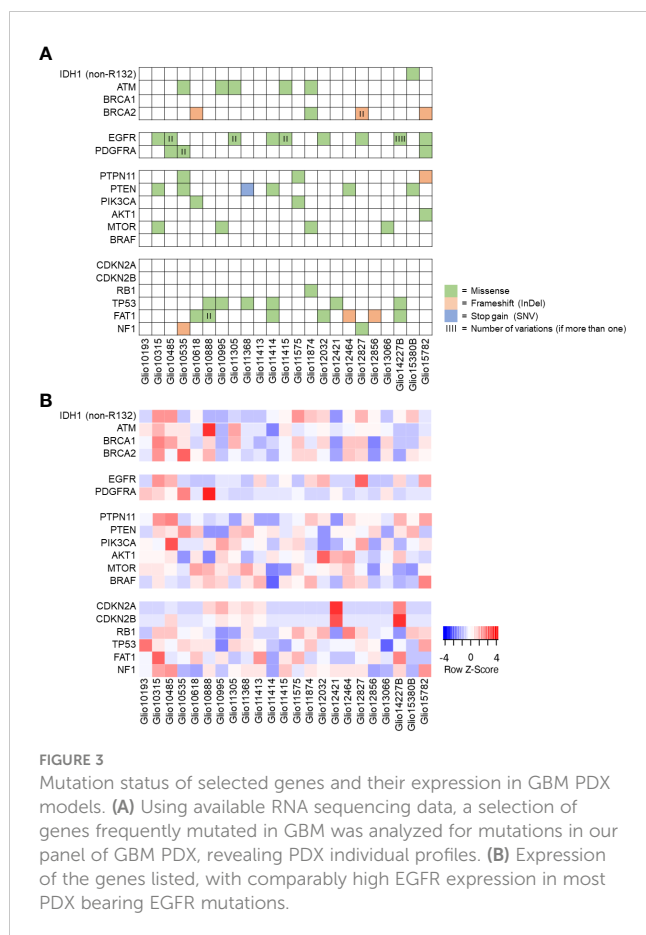 A
IDH1 (non-R132)
ATM
BRCA1
BRCA2
II
EGFR
II
II
II
IIII
PDGFRA
II
PTPN11
PTEN
PIK3CA
AKT1
MTOR
BRAF
CDKN2A
CDKN2B
RB1
TP53
FAT1
II
NF1
= Missense
= Frameshift (InDel)
= Stop gain (SNV)
IIII = Number of variations (if more than one)
Glio10193
Glio10315
Glio10485
Glio10535
Glio10618
Glio10888
Glio10995
Glio11305
Glio11368
Glio11413
Glio11414
Glio11415
Glio11575
Glio11874
Glio12032
Glio12421
Glio12464
Glio12827
Glio12856
Glio13066
Glio14227B
Glio15380B
Glio15782
B
IDH1 (non-R132)
ATM
BRCA1
BRCA2
EGFR
PDGFRA
PTPN11
PTEN
PIK3CA
AKT1
MTOR
BRAF
CDKN2A
CDKN2B
RB1
TP53
FAT1
NF1
-4 0 4
Row Z-Score
Glio10193
Glio10315
Glio10485
Glio10535
Glio10618
Glio10888
Glio10995
Glio11305
Glio11368
Glio11413
Glio11414
Glio11415
Glio11575
Glio11874
Glio12032
Glio12421
Glio12464
Glio12827
Glio12856
Glio13066
Glio14227B
Glio15380B
Glio15782
FIGURE 3
Mutation status of selected genes and their expression in GBM PDX
models. (A) Using available RNA sequencing data, a selection of
genes frequently mutated in GBM was analyzed for mutations in our
panel of GBM PDX, revealing PDX individual profiles. (B) Expression
of the genes listed, with comparably high EGFR expression in most
PDX bearing EGFR mutations.